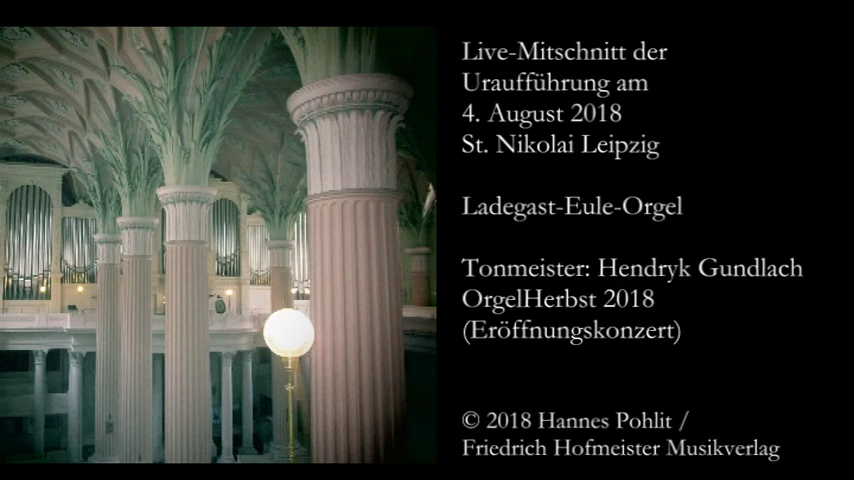 Live-Mitschnitt der
Uraufführung am
4. August 2018
St. Nikolai Leipzig
Ladegast-Eule-Orgel
Tonmeister: Hendryk Gundlach
OrgelHerbst 2018
(Eröffnungskonzert)
© 2018 Hannes Pohlit /
Friedrich Hofmeister Musikverlag